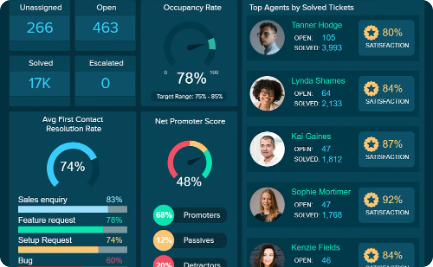 Unassigned
266
Open
463
Solved
17K
Escalated
0
Occupancy Rate
0
100
78%
Target Range: 75% - 85%
Avg First Contact
Resolution Rate
74%
Sales enquiry 83%
Feature request 78%
Setup Request 74%
Bug 60%
Net Promoter Score
48%
68% Promoters
12% Passives
20% Detractors
Top Agents by Solved Tickets
Tanner Hodge
OPEN: 105
SOLVED: 3,993
80%
SATISFACTION
Lynda Shames
OPEN: 64
SOLVED: 2,133
84%
SATISFACTION
Kai Gaines
OPEN: 47
SOLVED: 1,812
87%
SATISFACTION
Sophie Mortimer
OPEN: 47
SOLVED: 1,768
92%
SATISFACTION
Kenzie Fields
OPEN: 46
84%